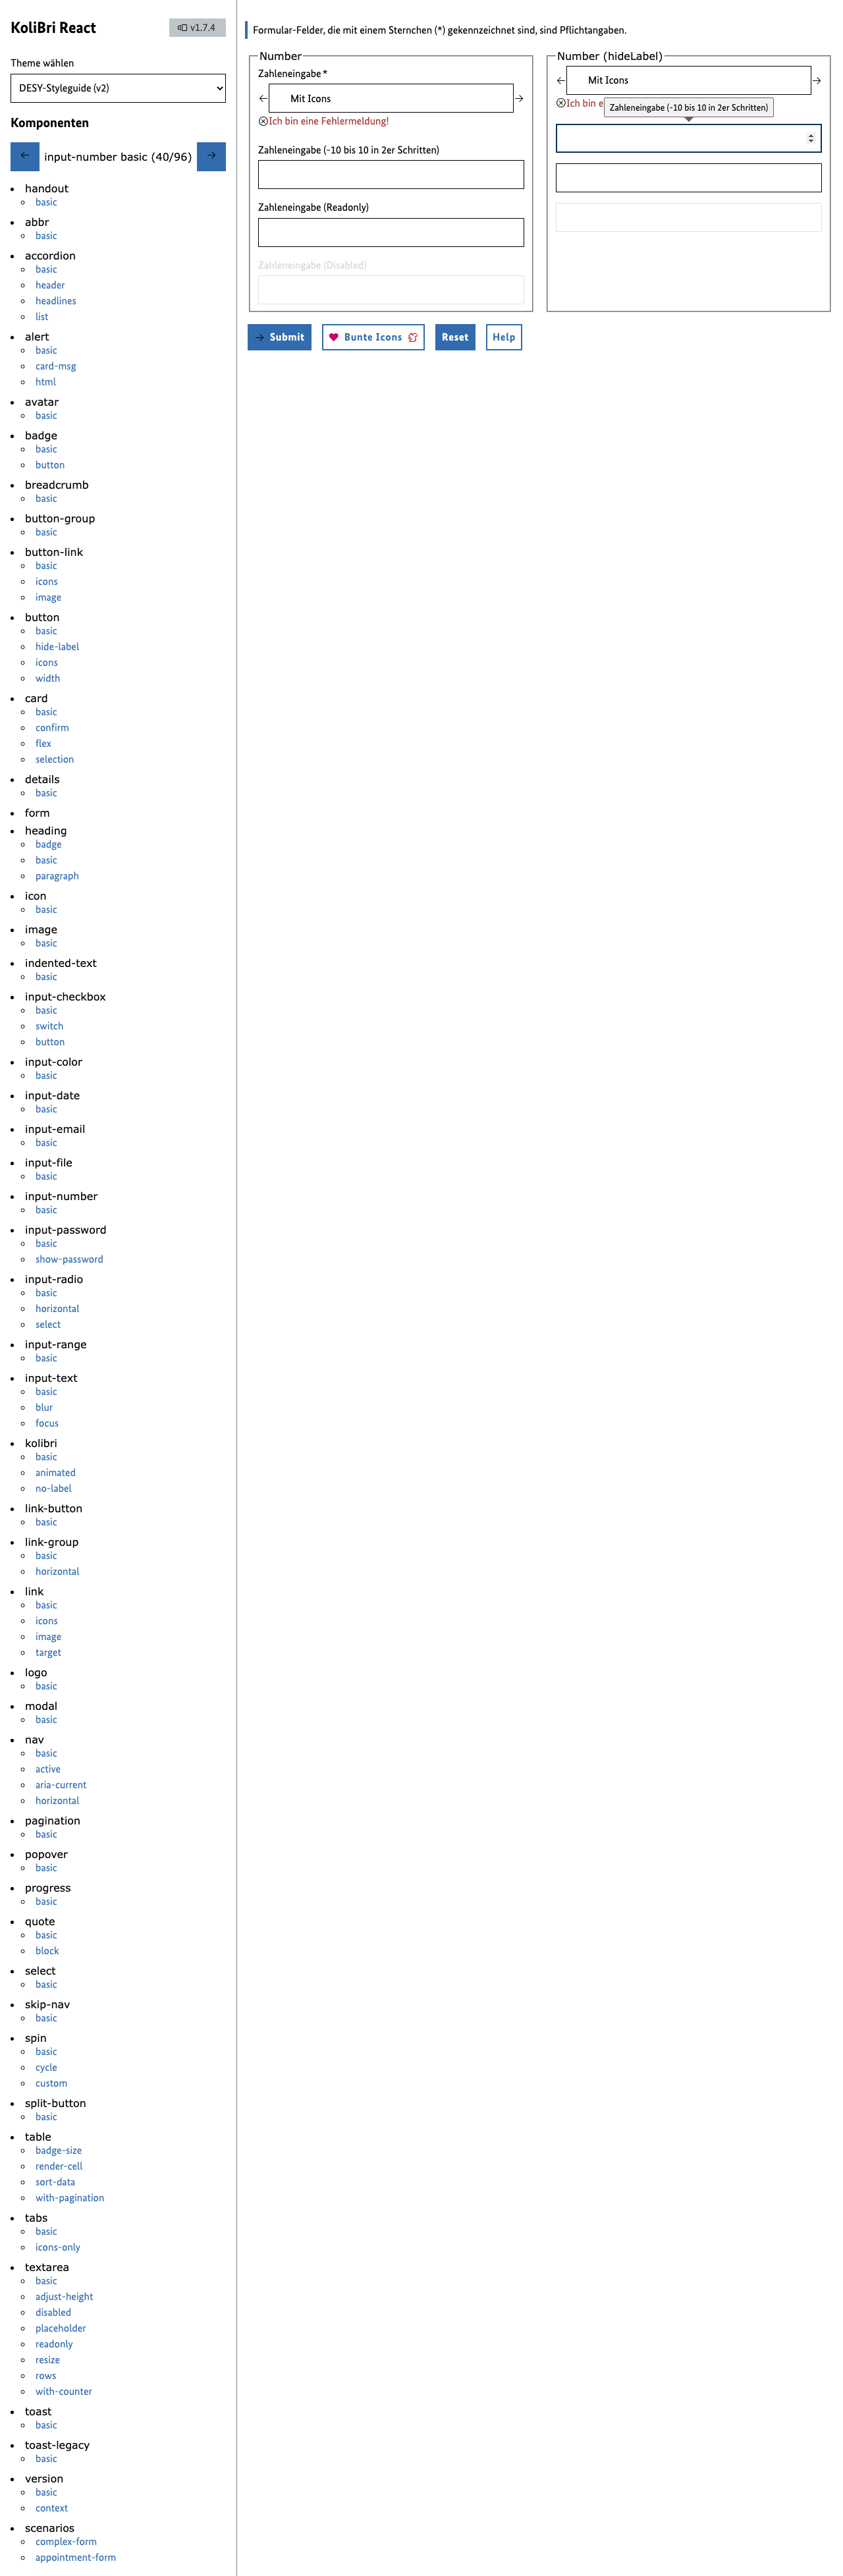 KoliBri React
v1.7.4
Theme wählen
DESY-Styleguide (v2)
Komponenten
input-number basic (40/96)
handout
basic
abbr
basic
accordion
basic
header
headlines
list
alert
basic
card-msg
html
avatar
basic
badge
basic
button
breadcrumb
basic
button-group
basic
button-link
basic
icons
image
button
basic
hide-label
icons
width
card
basic
confirm
flex
selection
details
basic
form
heading
badge
basic
paragraph
icon
basic
image
basic
indented-text
basic
input-checkbox
basic
switch
button
input-color
basic
input-date
basic
input-email
basic
input-file
basic
input-number
basic
input-password
basic
show-password
input-radio
basic
horizontal
select
input-range
basic
input-text
basic
blur
focus
kolibri
basic
animated
no-label
link-button
basic
link-group
basic
horizontal
link
basic
icons
image
target
logo
basic
modal
basic
nav
basic
active
aria-current
horizontal
pagination
basic
popover
basic
progress
basic
quote
basic
block
select
basic
skip-nav
basic
spin
basic
cycle
custom
split-button
basic
table
badge-size
render-cell
sort-data
with-pagination
tabs
basic
icons-only
textarea
basic
adjust-height
disabled
placeholder
readonly
resize
rows
with-counter
toast
basic
toast-legacy
basic
version
basic
context
scenarios
complex-form
appointment-form
Formular-Felder, die mit einem Sternchen (*) gekennzeichnet sind, sind Pflichtangaben.
Number
Zahleneingabe *
Mit Icons
Ich bin eine Fehlermeldung!
Zahleneingabe (-10 bis 10 in 2er Schritten)
Zahleneingabe (Readonly)
Zahleneingabe (Disabled)
Number (hideLabel)
Mit Icons
Ich bin e
Zahleneingabe (-10 bis 10 in 2er Schritten)
Submit
Bunte Icons
Reset
Help